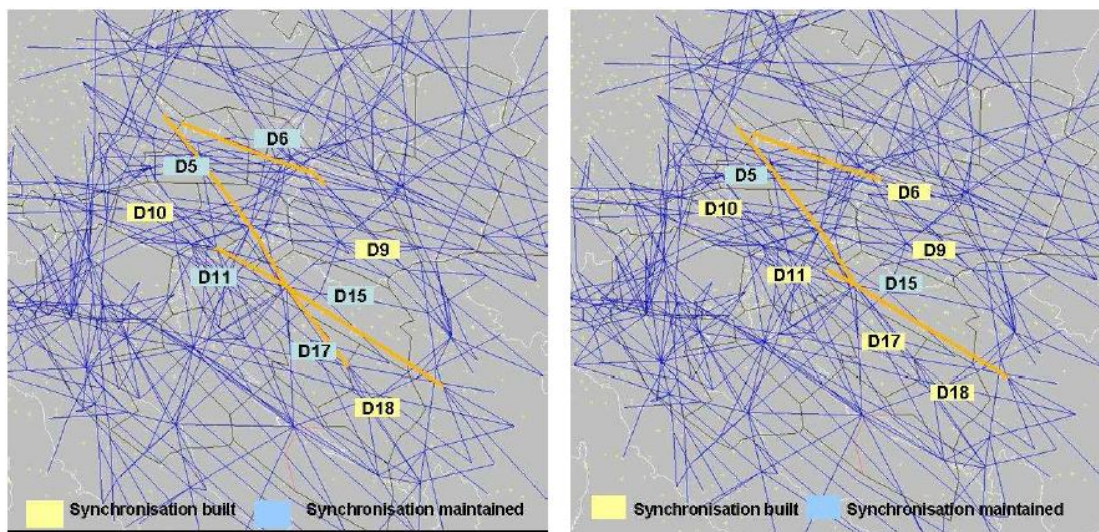 D6
D5
D10
D9
D11
D15
D17
D18
Synchronisation built Synchronisation maintained
D5
D6
D10
D9
D11
D15
D17
D18
Synchronisation built Synchronisation maintained